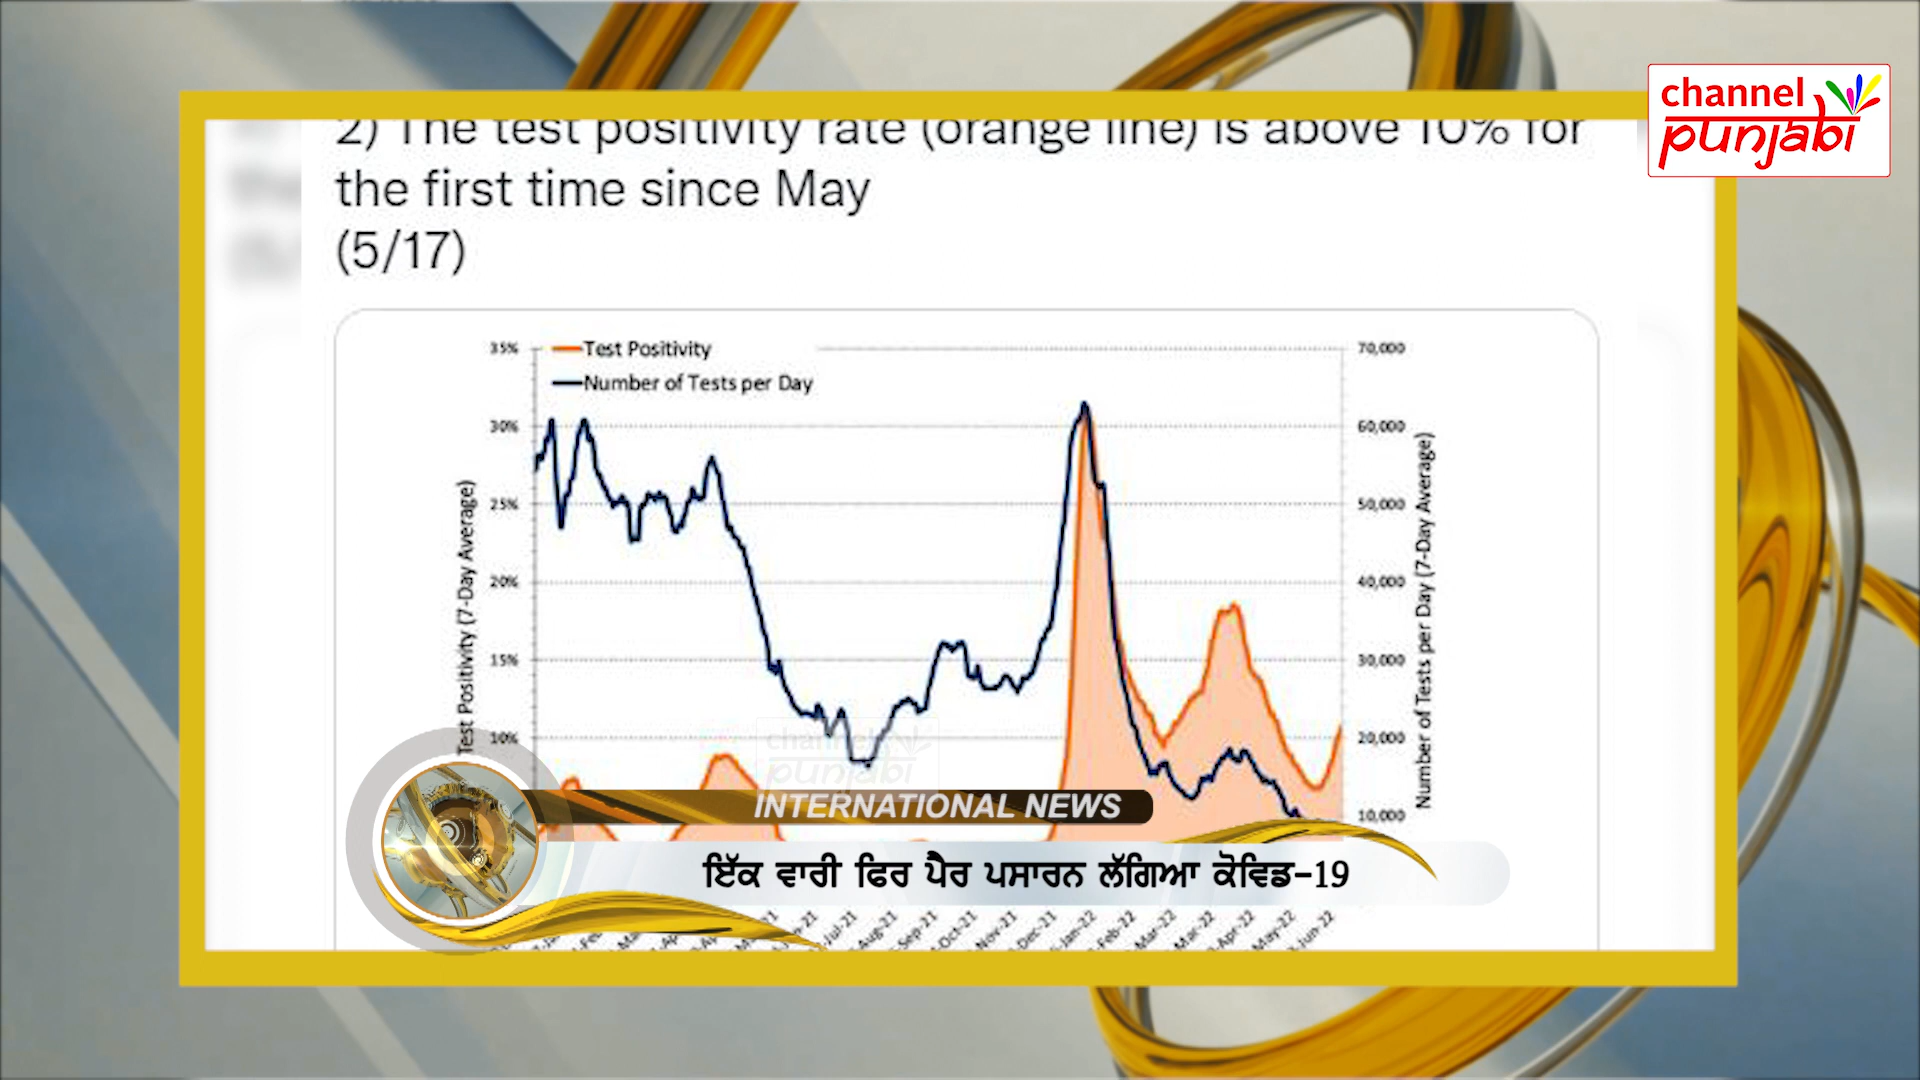 channel
punjabi
2) The test positivity rate (orange line) is above 10% for
the first time since May
(5/17)
Test Positivity
Number of Tests per Day
35%
30%
25%
20%
15%
10%
Test Positivity (7-Day Average)
70,000
60,000
50,000
40,000
30,000
20,000
10,000
Number of Tests per Day (7-Day Average)
channel
punjabi
INTERNATIONAL NEWS
ਇੱਕ ਵਾਰੀ ਫਿਰ ਪੈਰ ਪਸਾਰਨ ਲੱਗਿਆ ਕੋਵਿਡ-19
Jul-21
Aug-21
Sep-21
Oct-21
Nov-21
Dec-21
Jan-22
Feb-22
Mar-22
Mar-22
Apr-22
May-22
Jun-22